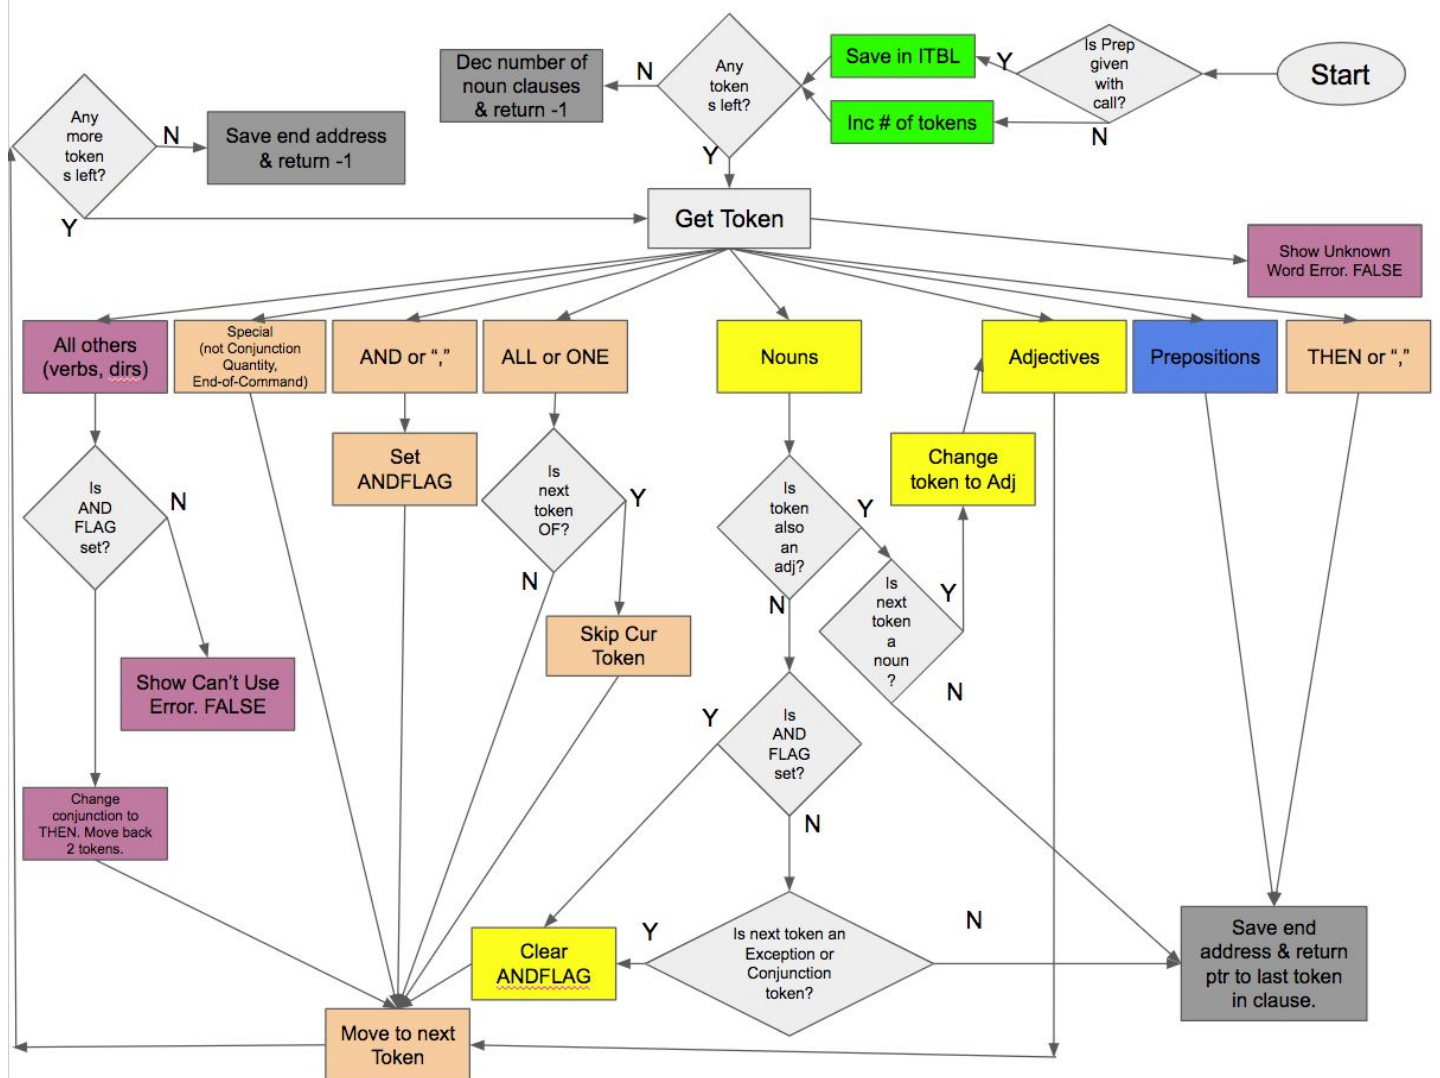 Start
Is Prep
given
with
call?
Y
N
Save in ITBL
Inc # of tokens
Any
token
s left?
N
Y
Dec number of
noun clauses
& return -1
Any
more
token
s left?
N
Y
Save end address
& return -1
Get Token
Show Unknown
Word Error. FALSE
All others
(verbs, dirs)
Special
(not Conjunction
Quantity,
End-of-Command)
AND or “,”
ALL or ONE
Nouns
Adjectives
Prepositions
THEN or “,”
Is
AND
FLAG
set?
N
Set
ANDFLAG
Is
next
token
OF?
Y
N
Skip Cur
Token
Is
token
also
an
adj?
Y
N
Change
token to Adj
Is
next
token
a
noun
?
Y
N
Show Can’t Use
Error. FALSE
Is
AND
FLAG
set?
Y
N
Change
conjunction to
THEN. Move back
2 tokens.
Clear
ANDFLAG
Y
Is next token an
Exception or
Conjunction
token?
N
Save end
address & return
ptr to last token
in clause.
Move to next
Token